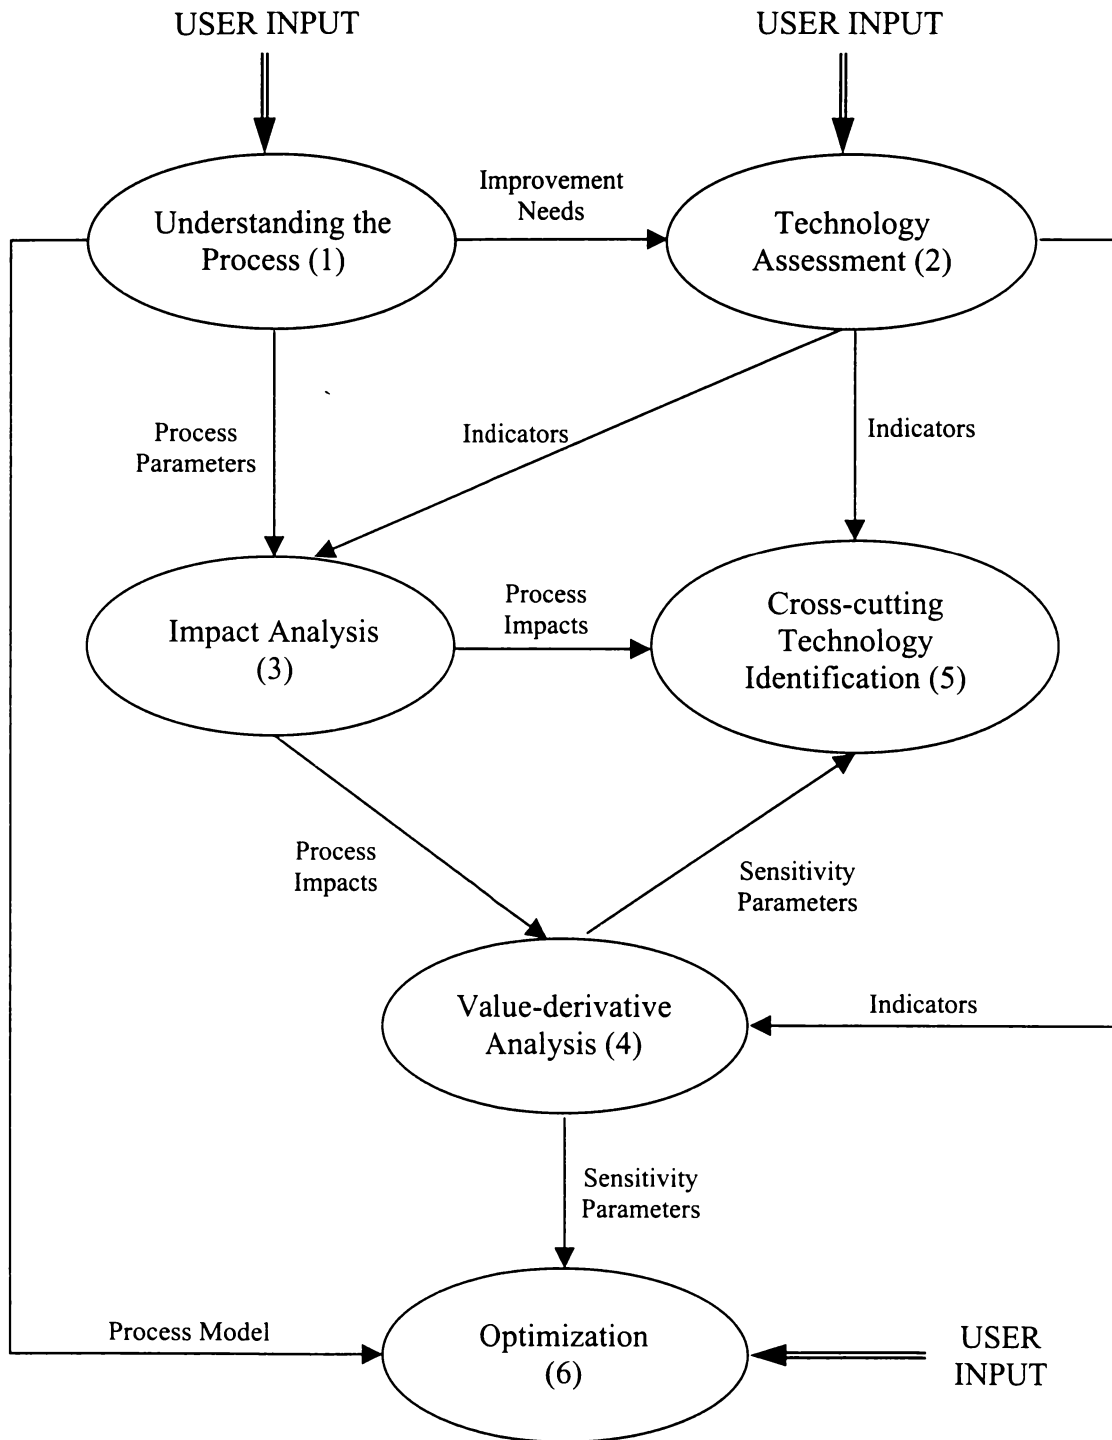 USER INPUT
USER INPUT
Understanding the
Process (1)
Improvement
Needs
Technology
Assessment (2)
Process
Parameters
Indicators
Indicators
Impact Analysis
(3)
Process
Impacts
Cross-cutting
Technology
Identification (5)
Process
Impacts
Sensitivity
Parameters
Value-derivative
Analysis (4)
Indicators
Sensitivity
Parameters
Process Model
Optimization
(6)
USER
INPUT